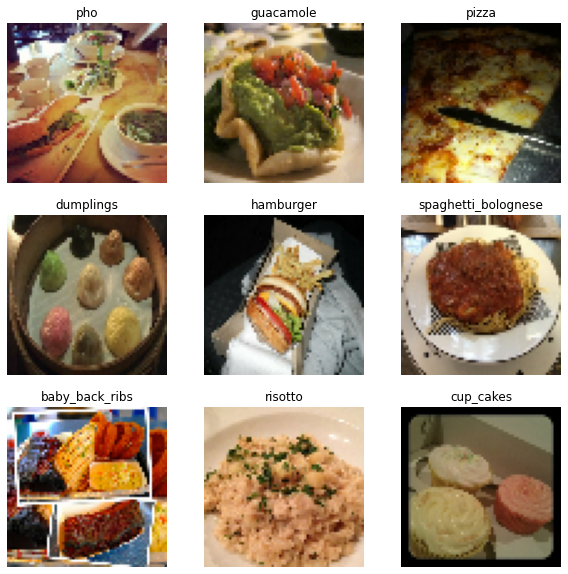 pho
guacamole
pizza
dumplings
hamburger
spaghetti_bolognese
baby_back_ribs
risotto
cup_cakes